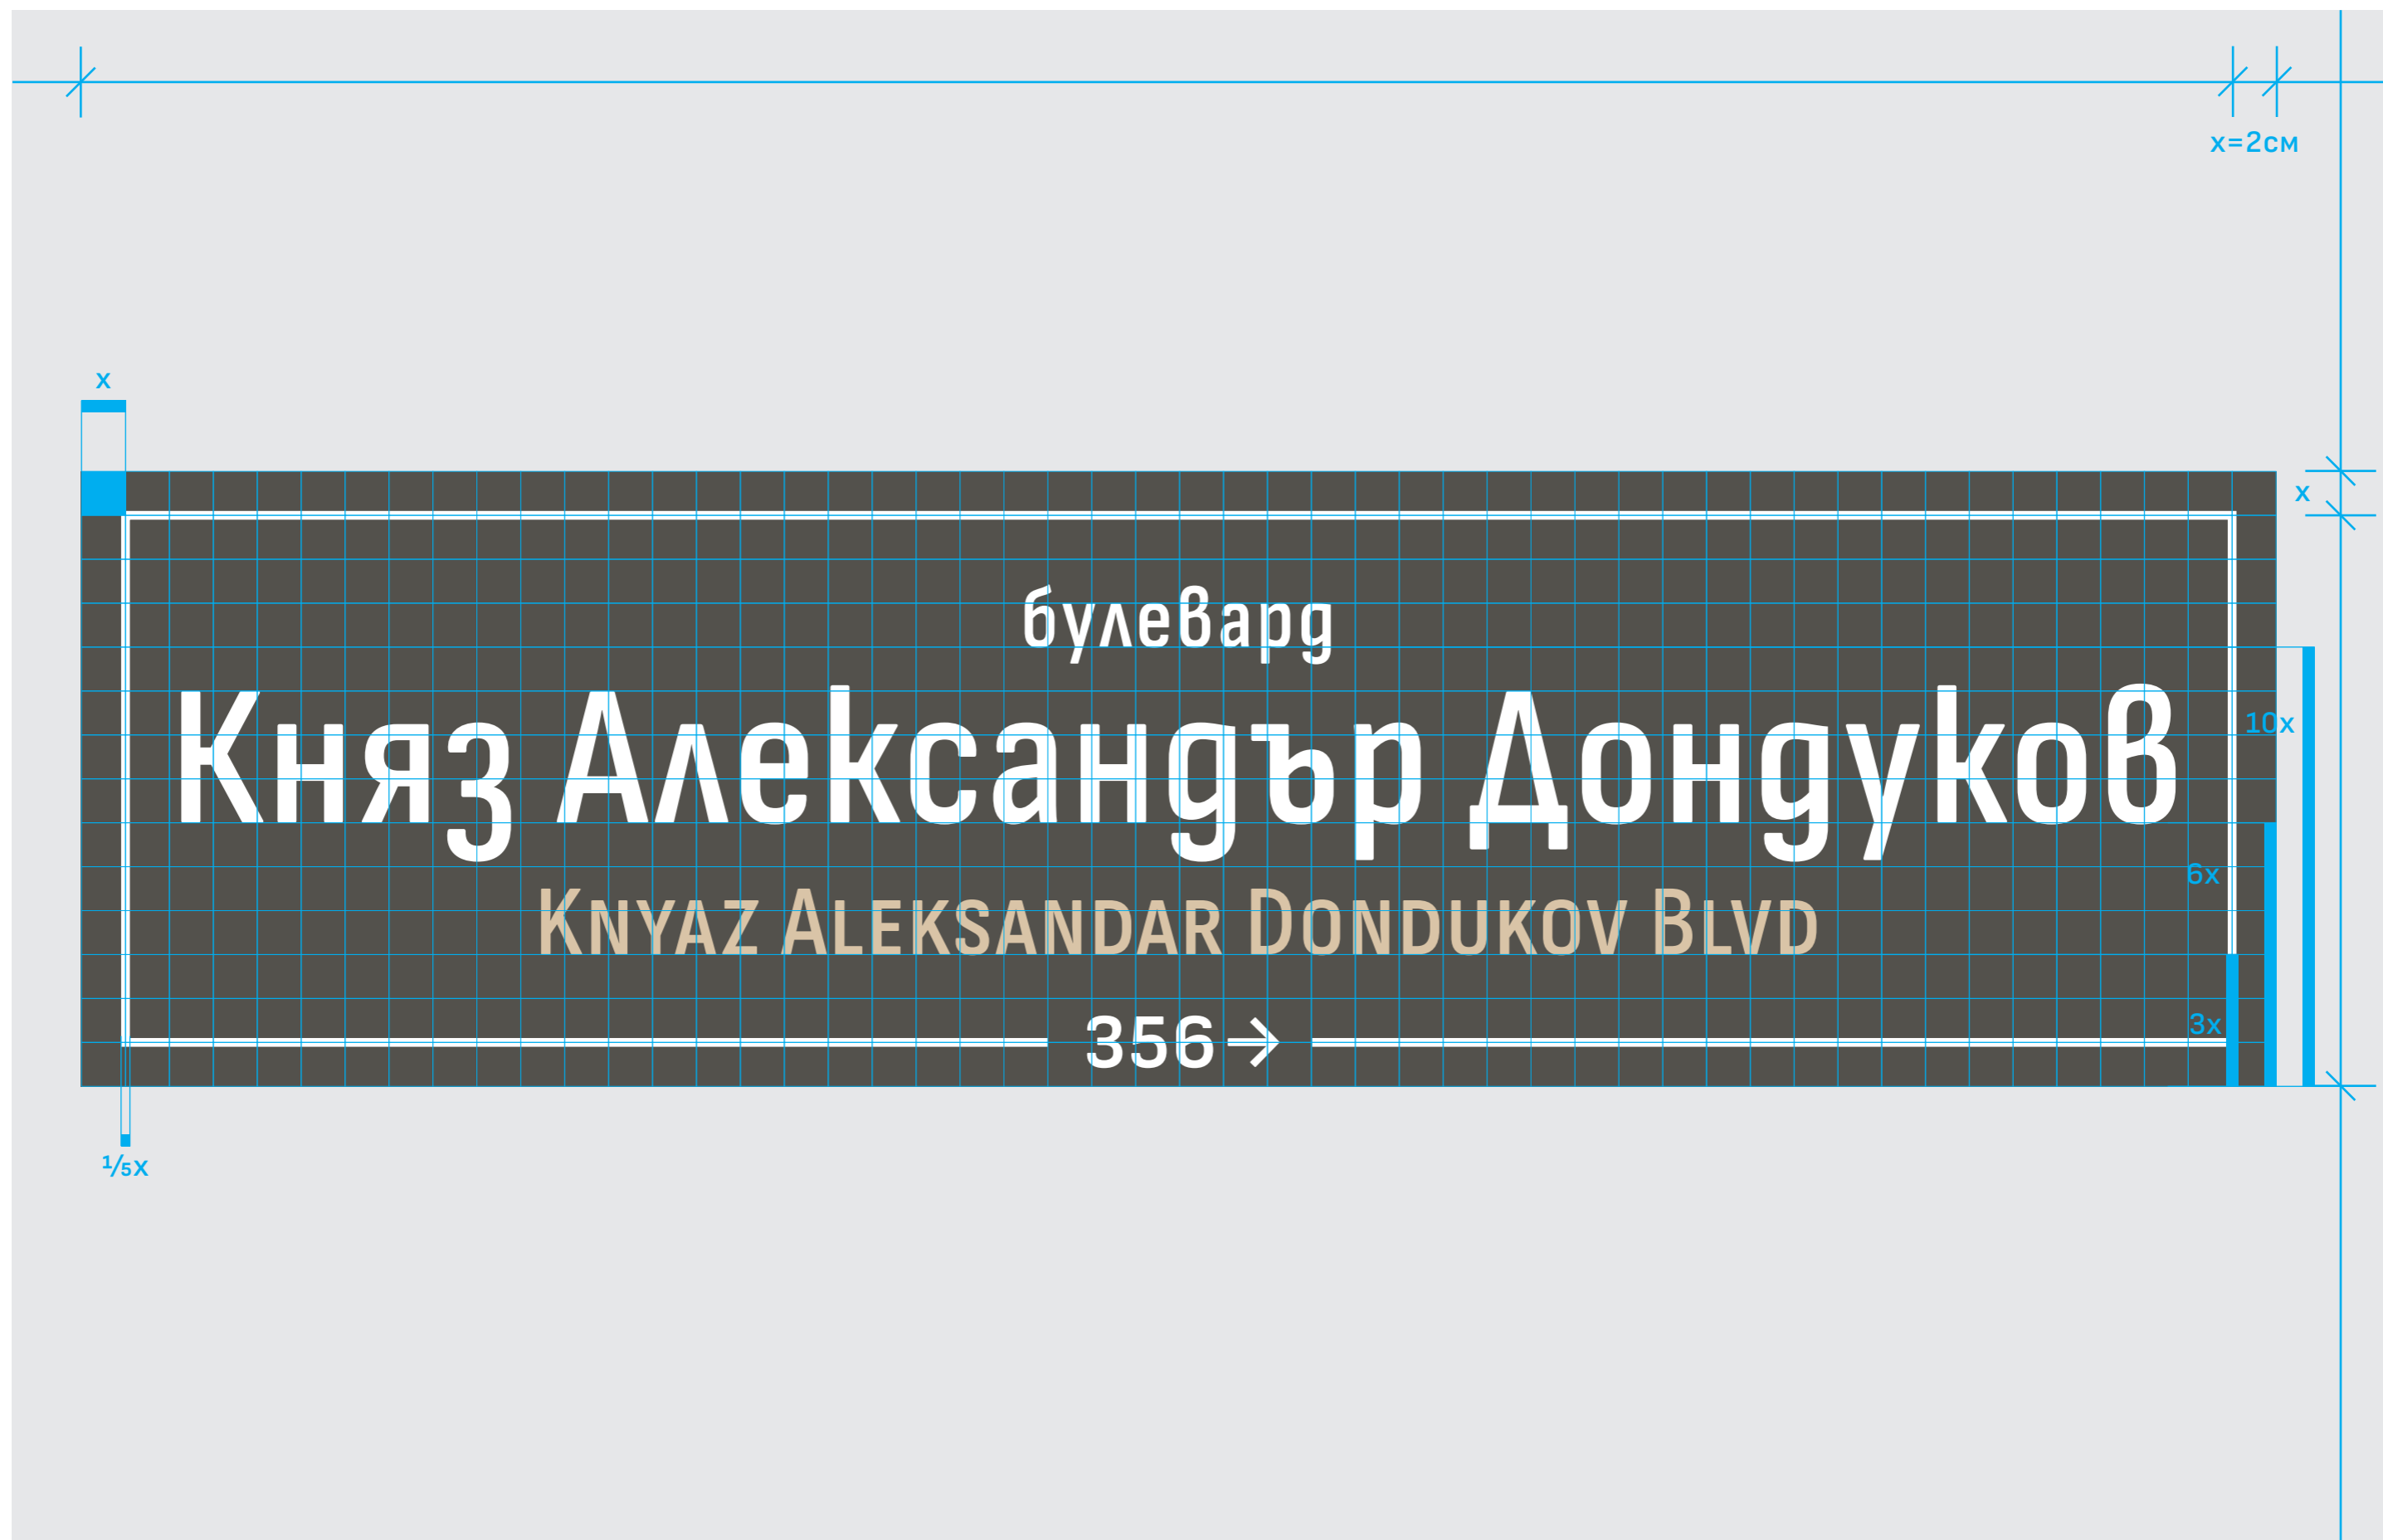 x=2см
x
x
булевард
Княз Александър Дондуков
10x
6x
Knyaz Aleksandar Dondukov Blvd
3x
356→
⅕x